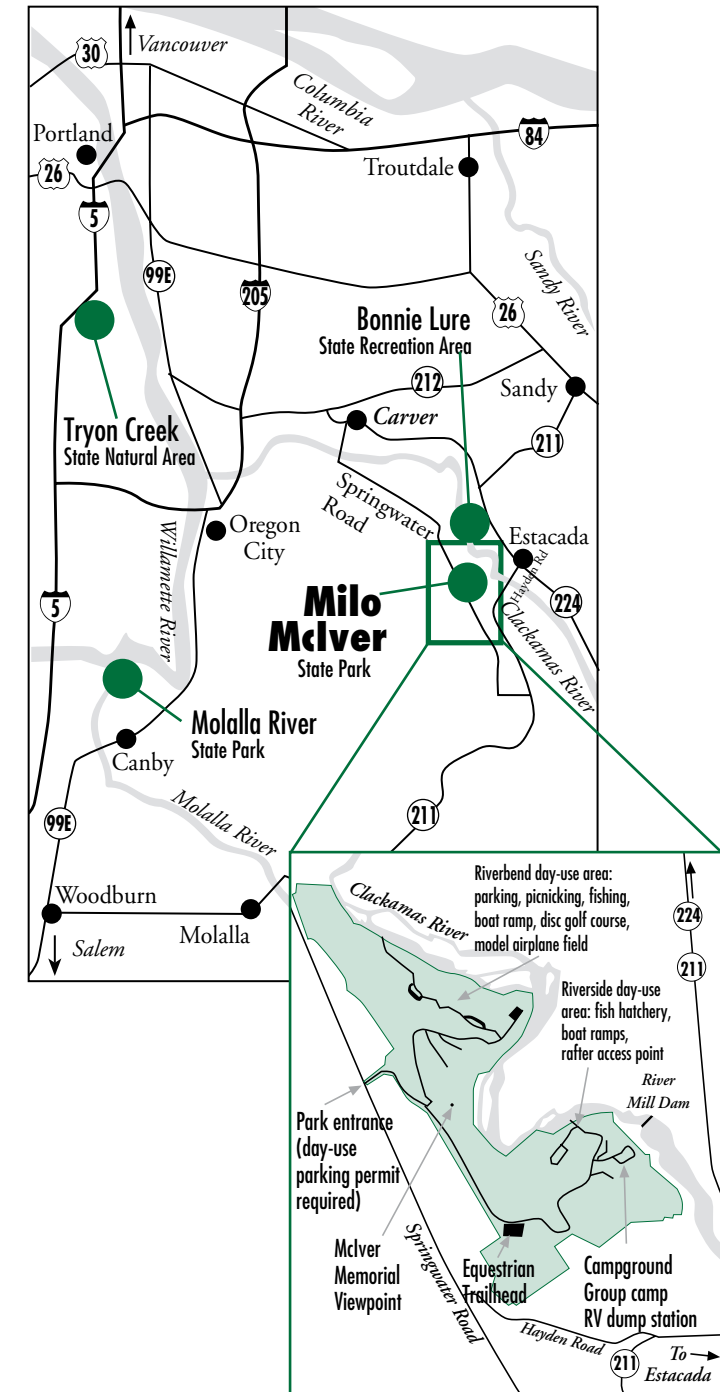 Vancouver
30
Columbia
River
Portland
84
26
Troutdale
5
99E
205
Sandy River
26
Bonnie Lure
State Recreation Area
212
Sandy
Carver
Tryon Creek
State Natural Area
211
Springwater
Road
Oregon
City
Estacada
Hayden Rd
Willamette River
Milo
McIver
State Park
224
5
Clackamas River
Molalla River
State Park
Canby
Molalla River
211
99E
Woodburn
Salem
Molalla
Clackamas River
Riverbend day-use area:
parking, picnicking, fishing,
boat ramp, disc golf course,
model airplane field
224
211
Riverside day-use
area: fish hatchery,
boat ramps,
rafter access point
River
Mill Dam
Park entrance
(day-use
parking permit
required)
McIver
Memorial
Viewpoint
Springwater Road
Equestrian
Trailhead
Campground
Group camp
RV dump station
Hayden Road
211
To
Estacada